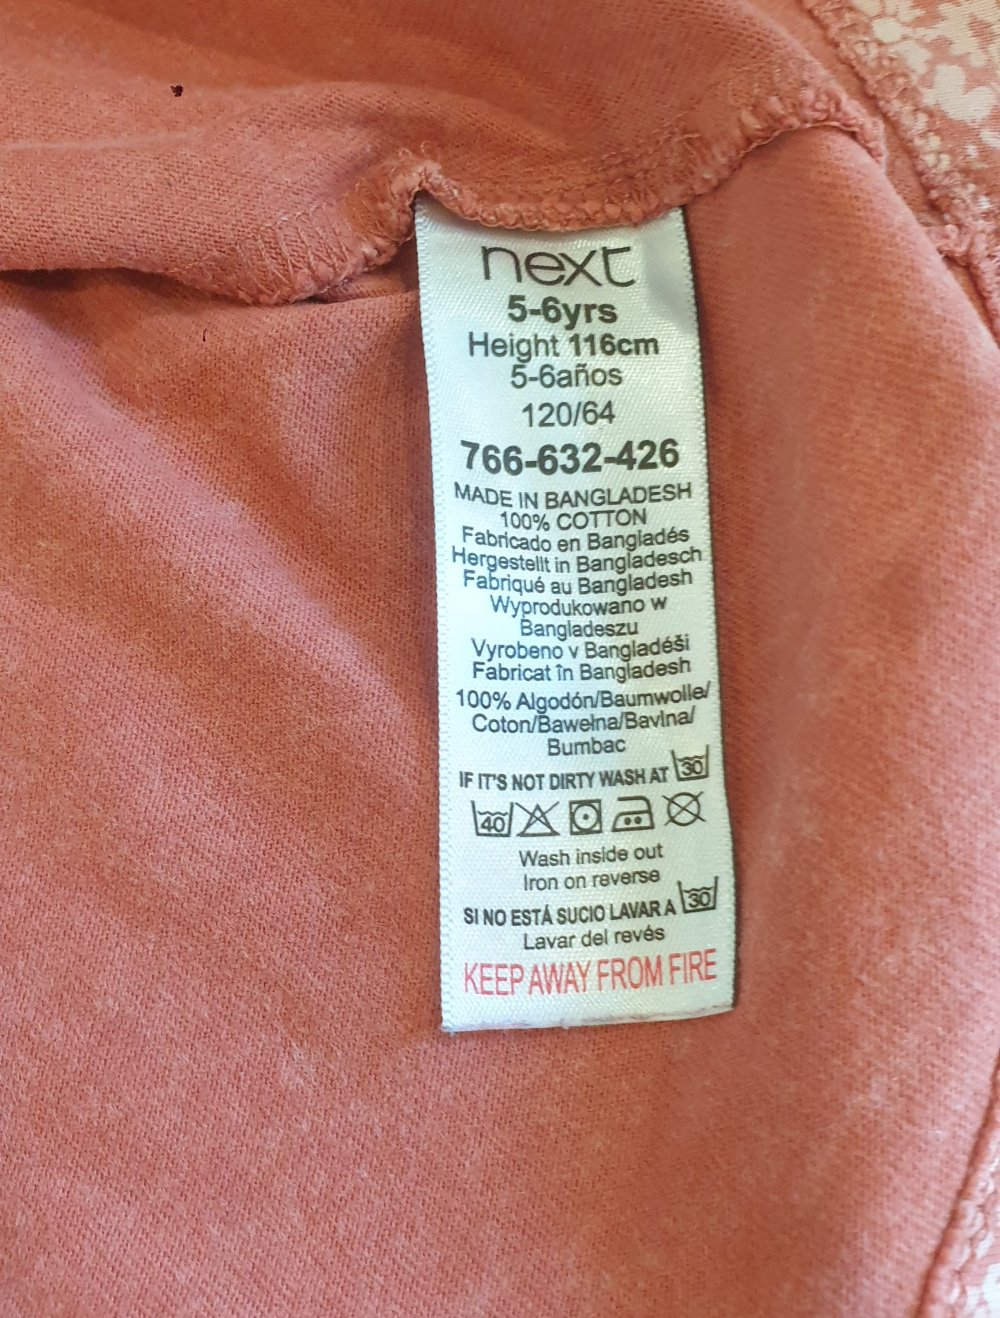 next
5-6yrs
Height 116cm
5-6años
120/64
766-632-426
MADE IN BANGLADESH
100% COTTON
Fabricado en Bangladés
Hergestellt in Bangladesch
Fabriqué au Bangladesh
Wyprodukowano w
Bangladeszu
Vyrobeno v Bangladéši
Fabricat în Bangladesh
100% Algodón/Baumwolle/
Coton/Bawełna/Bavlna/
Bumbac
IF IT'S NOT DIRTY WASH AT 30
40
Wash inside out
Iron on reverse
SI NO ESTÁ SUCIO LAVAR A 30
Lavar del revés
KEEP AWAY FROM FIRE